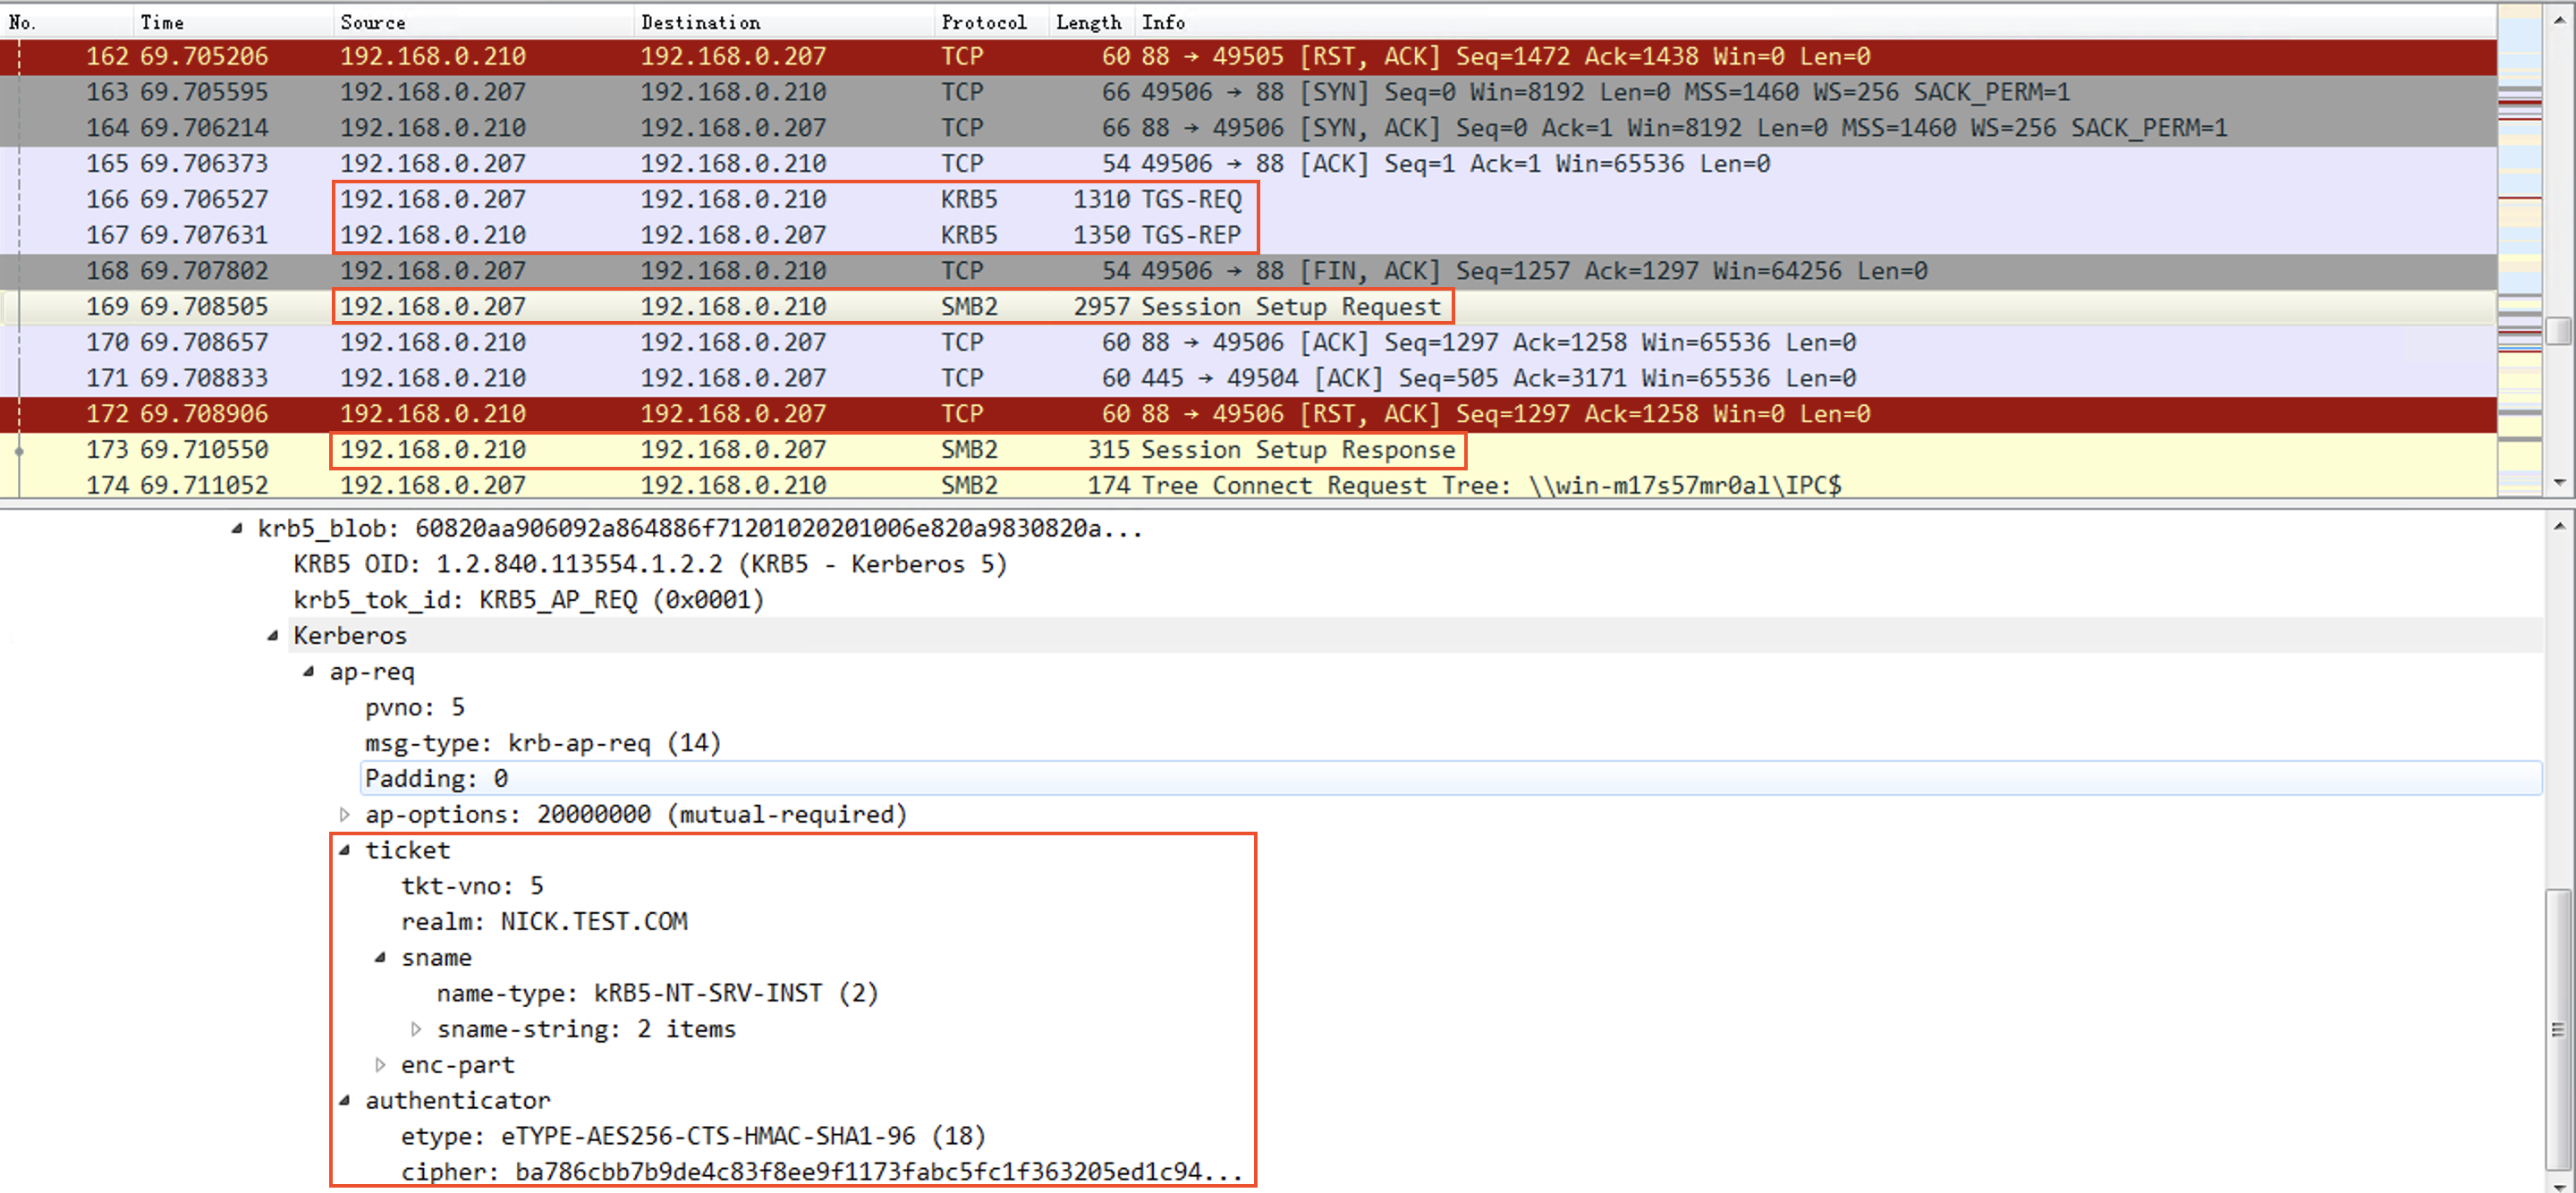 No. Time Source Destination Protocol Length Info
162 69.705206 192.168.0.210 192.168.0.207 TCP 60 88 → 49505 [RST, ACK] Seq=1472 Ack=1438 Win=0 Len=0
163 69.705595 192.168.0.207 192.168.0.210 TCP 66 49506 → 88 [SYN] Seq=0 Win=8192 Len=0 MSS=1460 WS=256 SACK_PERM=1
164 69.706214 192.168.0.210 192.168.0.207 TCP 66 88 → 49506 [SYN, ACK] Seq=0 Ack=1 Win=8192 Len=0 MSS=1460 WS=256 SACK_PERM=1
165 69.706373 192.168.0.207 192.168.0.210 TCP 54 49506 → 88 [ACK] Seq=1 Ack=1 Win=65536 Len=0
166 69.706527 192.168.0.207 192.168.0.210 KRB5 1310 TGS-REQ
167 69.707631 192.168.0.210 192.168.0.207 KRB5 1350 TGS-REP
168 69.707802 192.168.0.207 192.168.0.210 TCP 54 49506 → 88 [FIN, ACK] Seq=1257 Ack=1297 Win=64256 Len=0
169 69.708505 192.168.0.207 192.168.0.210 SMB2 2957 Session Setup Request
170 69.708657 192.168.0.210 192.168.0.207 TCP 60 88 → 49506 [ACK] Seq=1297 Ack=1258 Win=65536 Len=0
171 69.708833 192.168.0.210 192.168.0.207 TCP 60 445 → 49504 [ACK] Seq=505 Ack=3171 Win=65536 Len=0
172 69.708906 192.168.0.210 192.168.0.207 TCP 60 88 → 49506 [RST, ACK] Seq=1297 Ack=1258 Win=0 Len=0
173 69.710550 192.168.0.210 192.168.0.207 SMB2 315 Session Setup Response
174 69.711052 192.168.0.207 192.168.0.210 SMB2 174 Tree Connect Request Tree: \\win-m17s57mr0al\IPC$
krb5_blob: 60820aa906092a864886f71201020201006e820a9830820a...
KRB5 OID: 1.2.840.113554.1.2.2 (KRB5 - Kerberos 5)
krb5_tok_id: KRB5_AP_REQ (0x0001)
Kerberos
ap-req
pvno: 5
msg-type: krb-ap-req (14)
Padding: 0
ap-options: 20000000 (mutual-required)
ticket
tkt-vno: 5
realm: NICK.TEST.COM
sname
name-type: kRB5-NT-SRV-INST (2)
sname-string: 2 items
enc-part
authenticator
etype: eTYPE-AES256-CTS-HMAC-SHA1-96 (18)
cipher: ba786cbb7b9de4c83f8ee9f1173fabc5fc1f363205ed1c94...